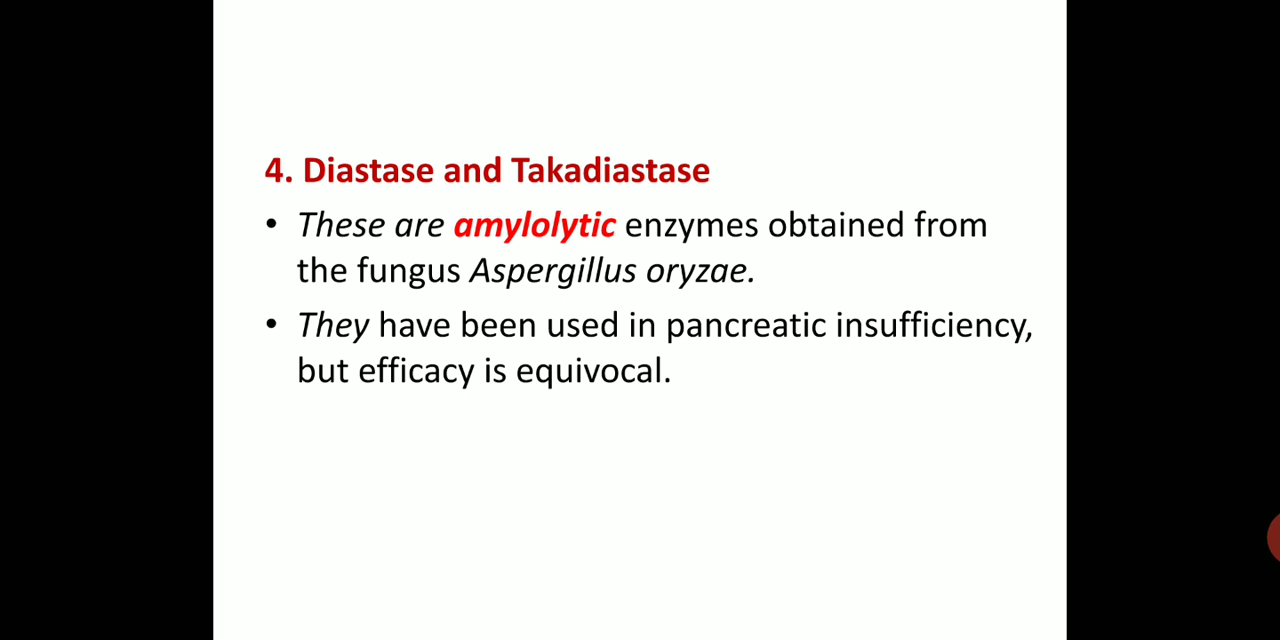 4. Diastase and Takadiastase
• These are amylolytic enzymes obtained from
the fungus Aspergillus oryzae.
• They have been used in pancreatic insufficiency,
but efficacy is equivocal.